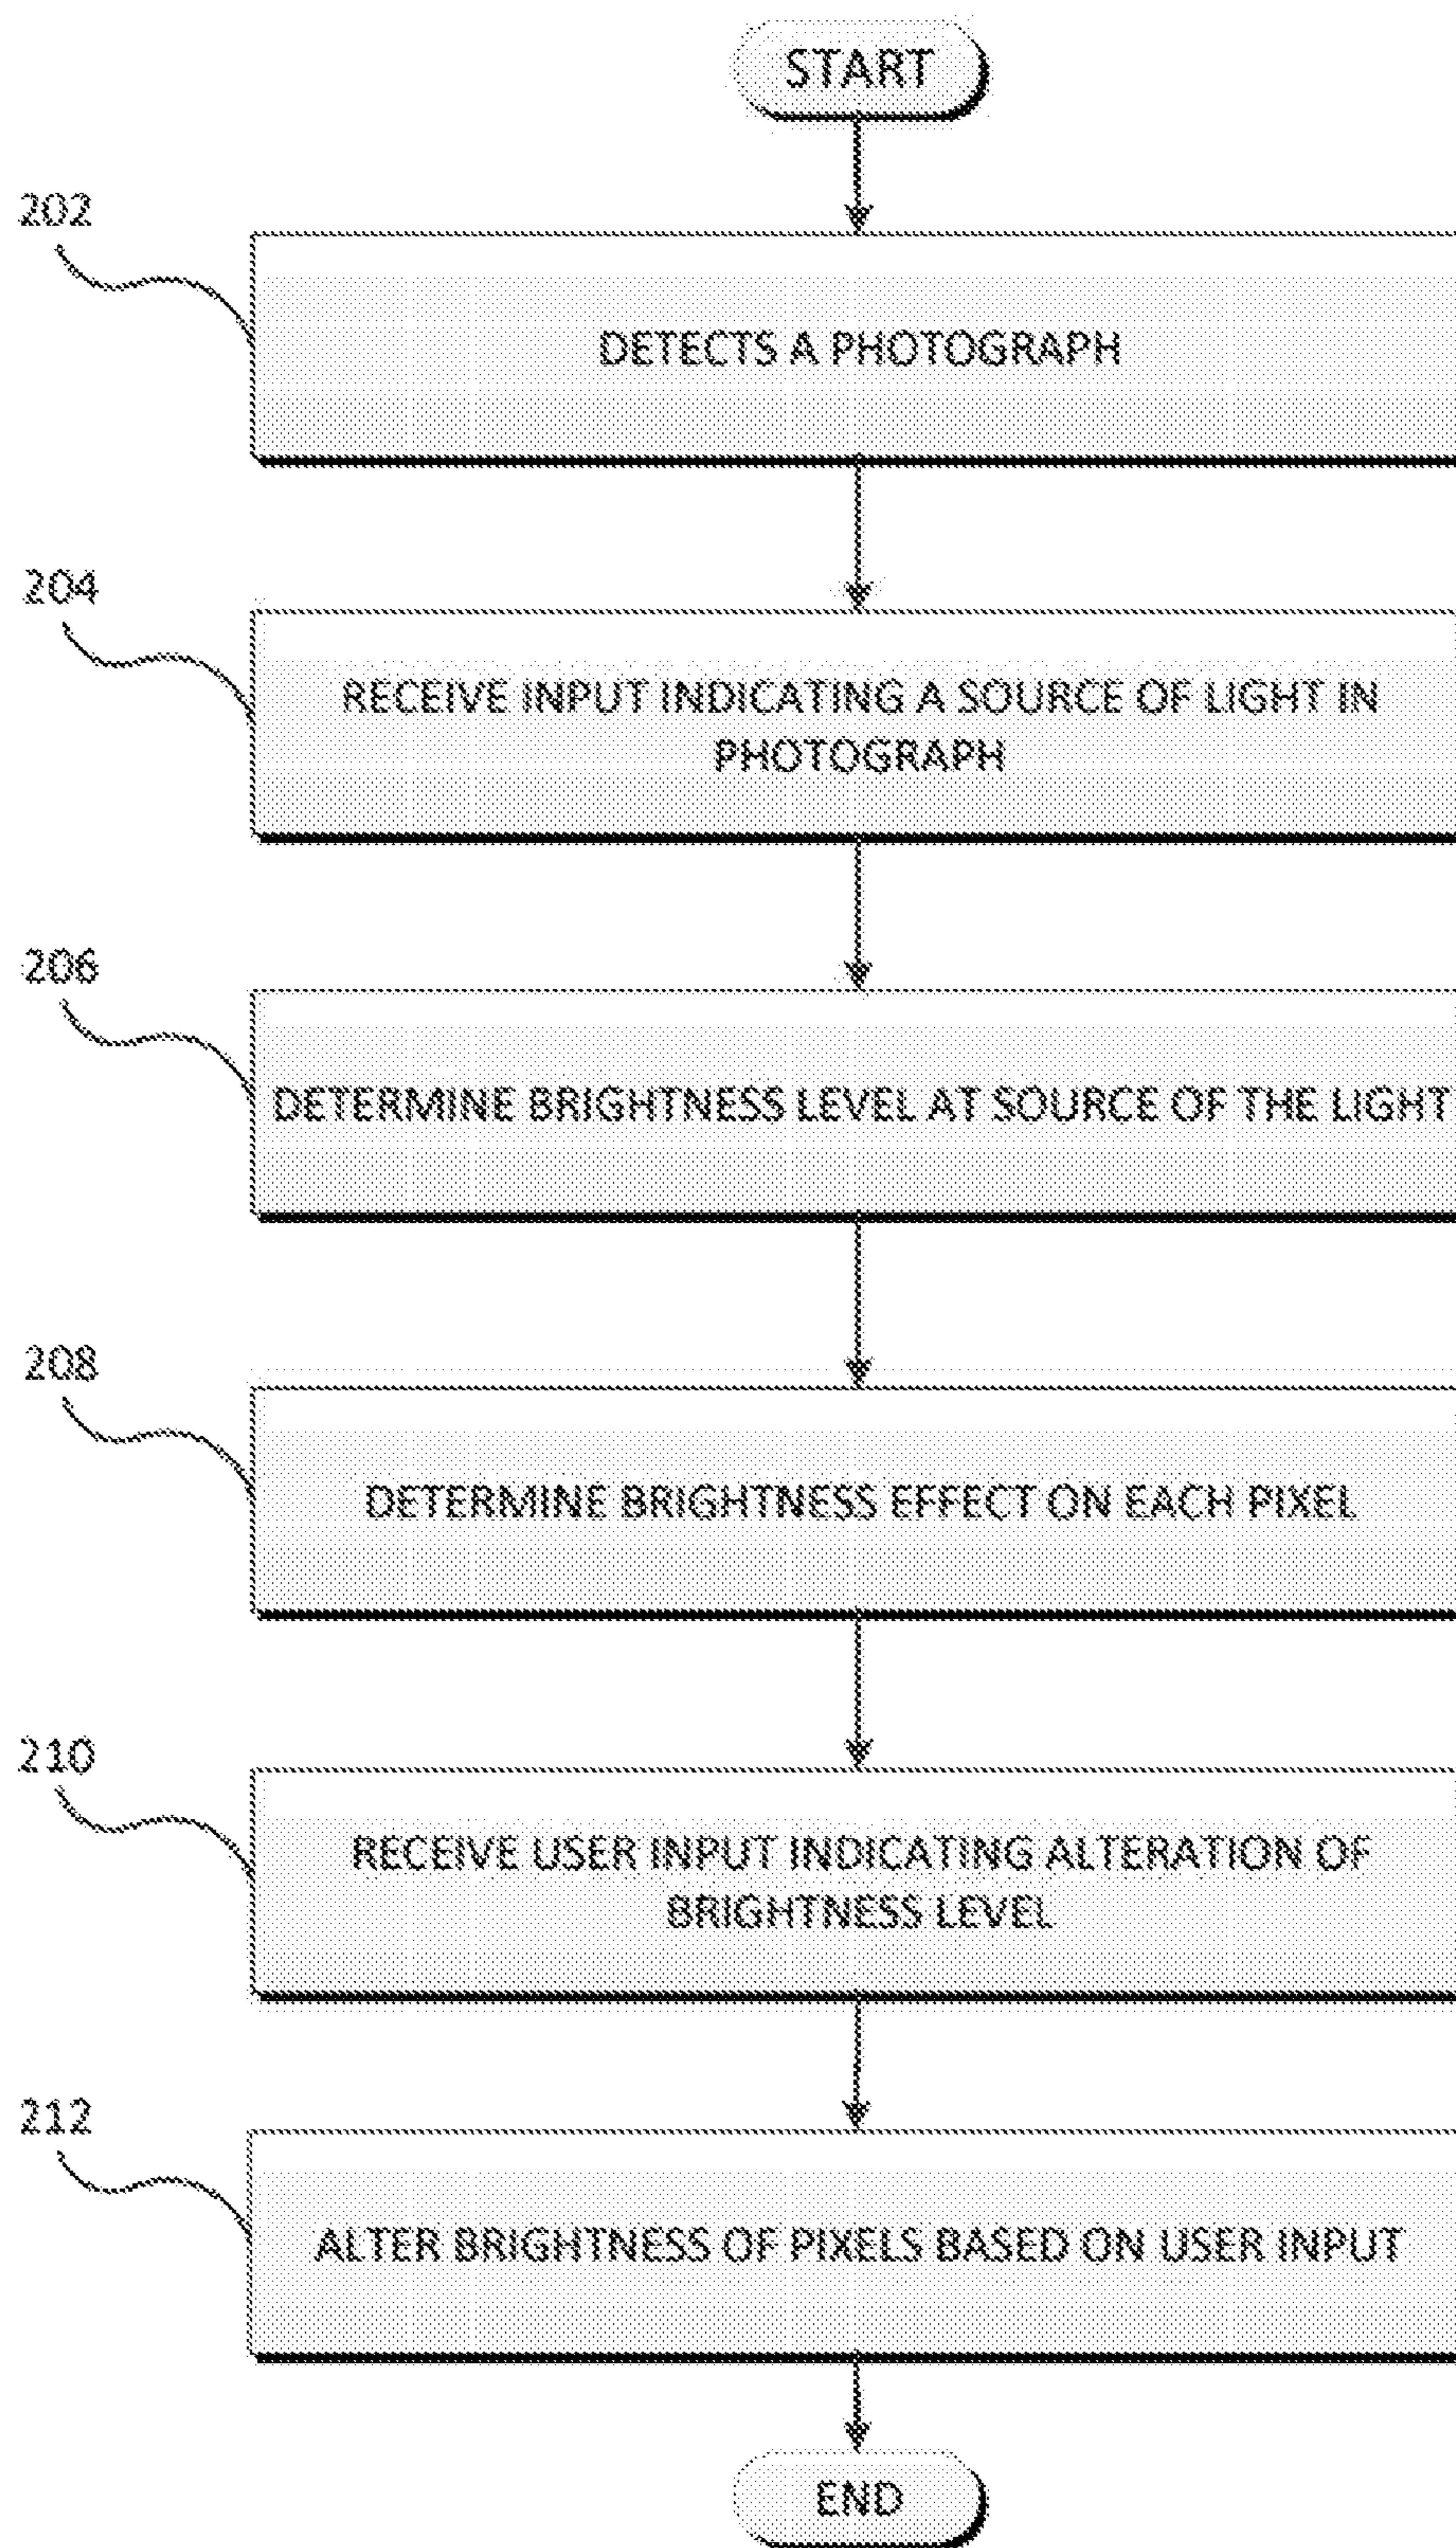 START
202
DETECTS A PHOTOGRAPH
204
RECEIVE INPUT INDICATING A SOURCE OF LIGHT IN
PHOTOGRAPH
206
DETERMINE BRIGHTNESS LEVEL AT SOURCE OF THE LIGHT
208
DETERMINE BRIGHTNESS EFFECT ON EACH PIXEL
210
RECEIVE USER INPUT INDICATING ALTERATION OF
BRIGHTNESS LEVEL
212
ALTER BRIGHTNESS OF PIXELS BASED ON USER INPUT
END